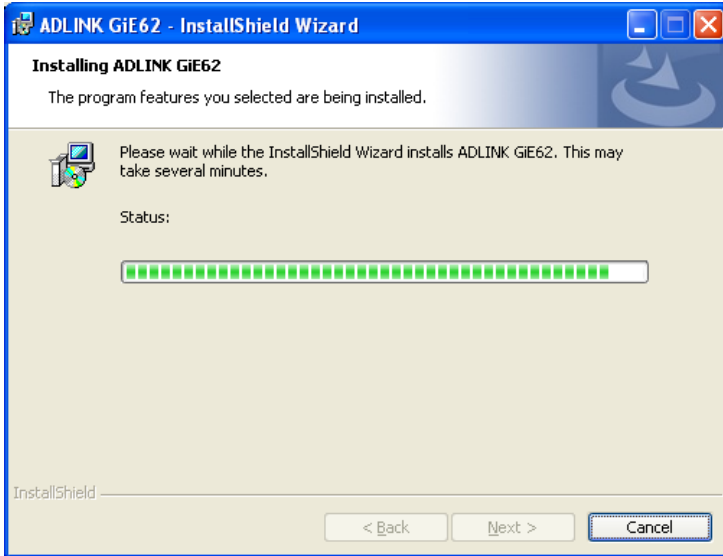 ADLINK GiE62 - InstallShield Wizard
Installing ADLINK GiE62
The program features you selected are being installed.
Please wait while the InstallShield Wizard installs ADLINK GiE62. This may
take several minutes.
Status:
InstallShield
< Back
Next >
Cancel